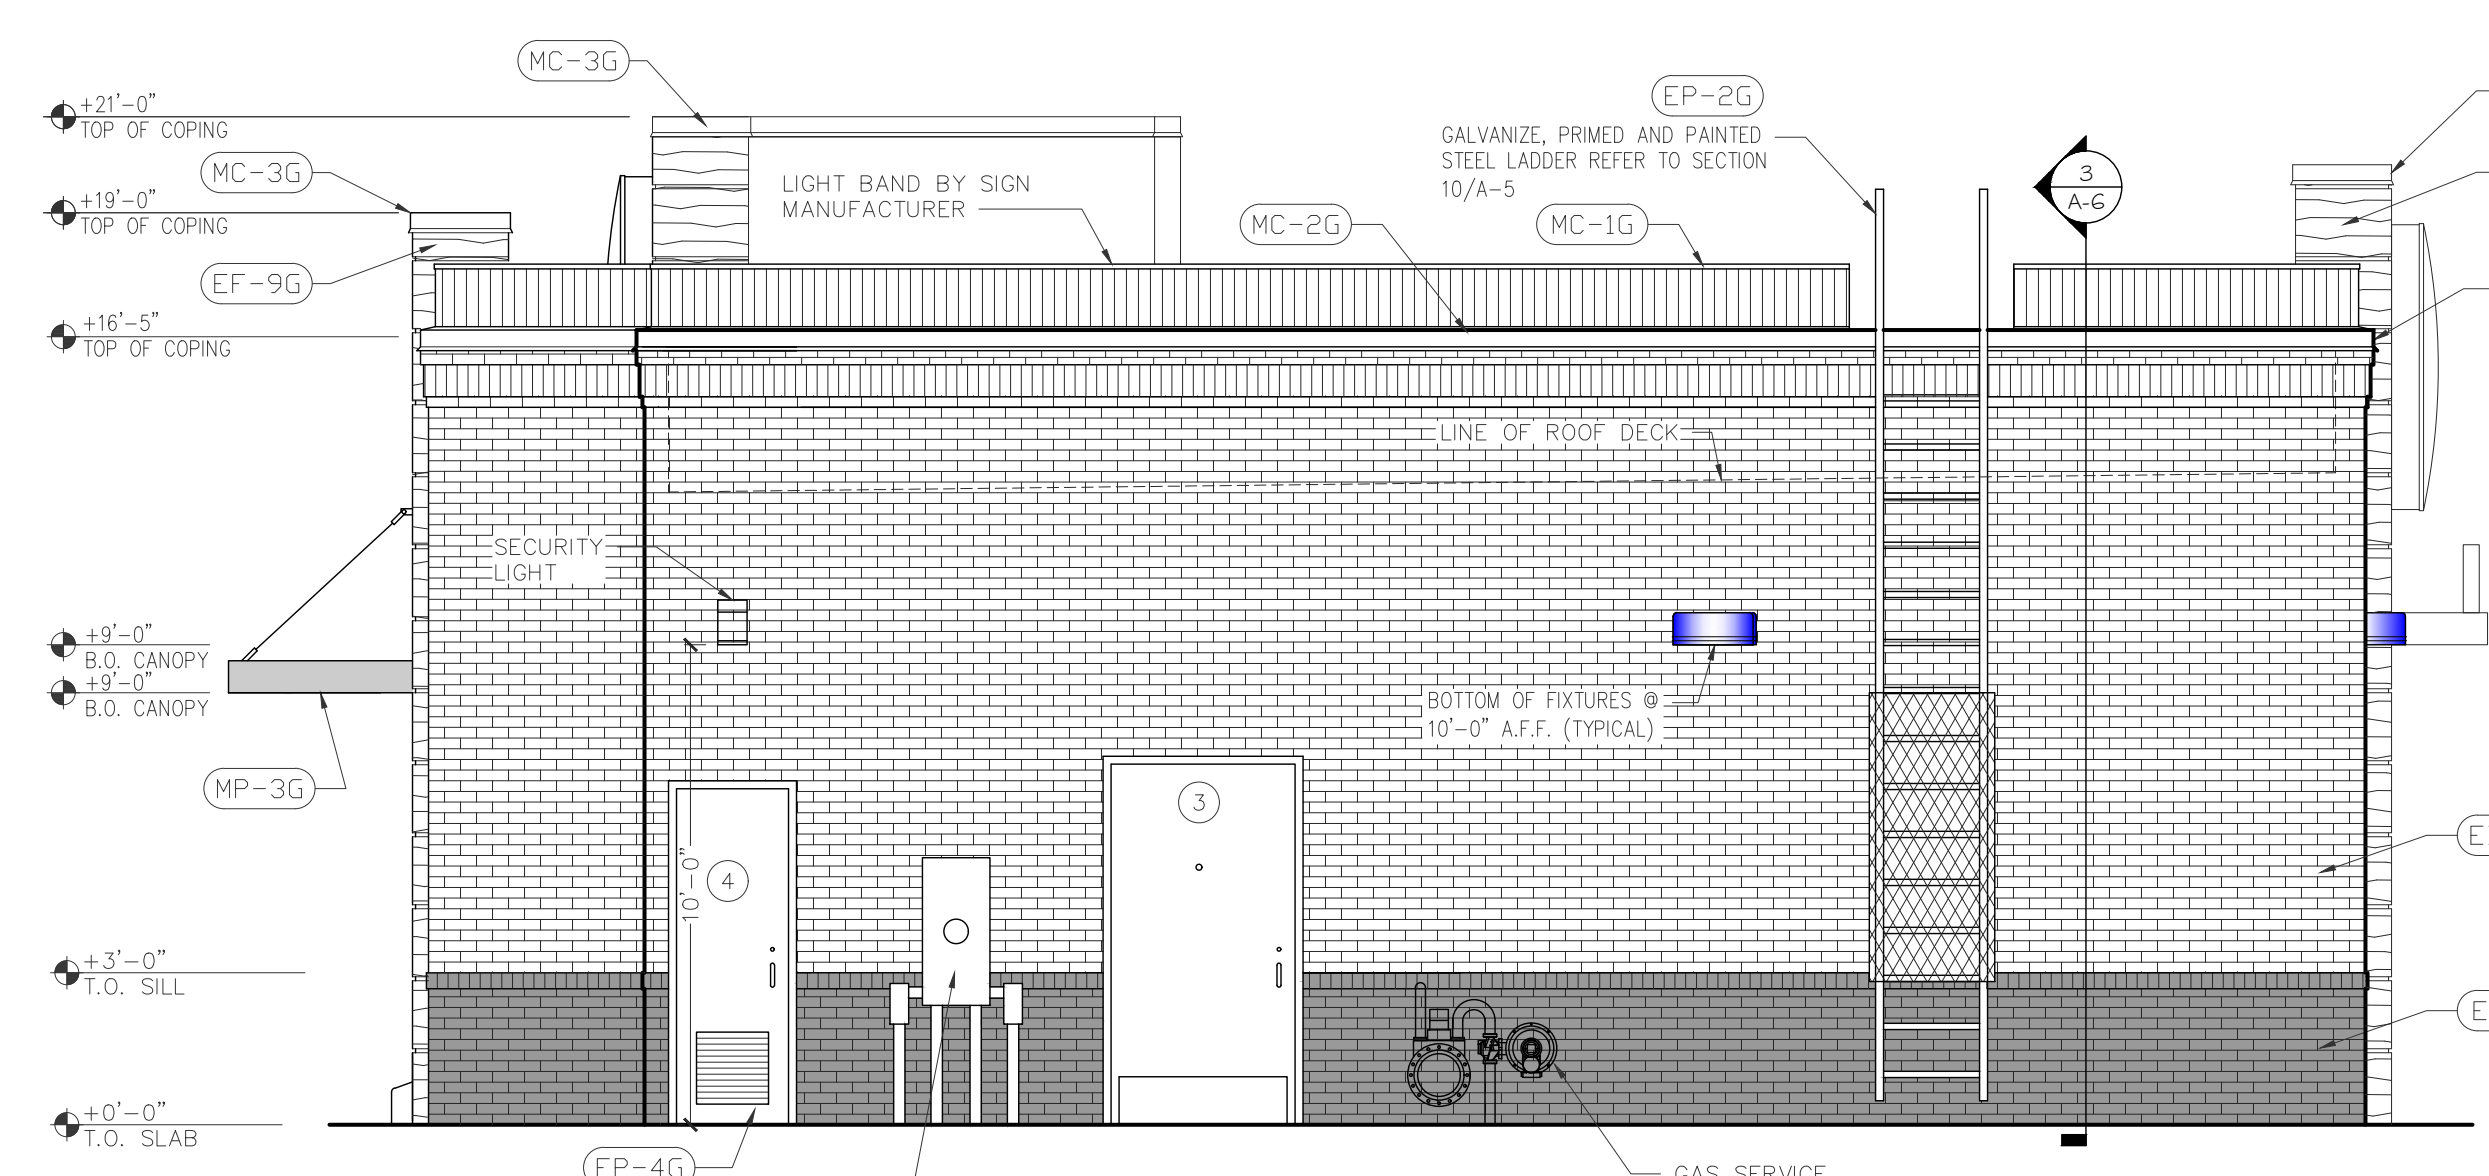 MC-3G
+21'-0"
TOP OF COPING
MC-3G
+19'-0"
TOP OF COPING
EF-9G
+16'-5"
TOP OF COPING
LIGHT BAND BY SIGN
MANUFACTURER
MC-2G
MC-1G
EP-2G
GALVANIZE, PRIMED AND PAINTED
STEEL LADDER REFER TO SECTION
10/A-5
3
A-6
LINE OF ROOF DECK
SECURITY
LIGHT
+9'-0"
B.O. CANOPY
+9'-0"
B.O. CANOPY
MP-3G
BOTTOM OF FIXTURES @
10'-0" A.F.F. (TYPICAL)
10'-0"
4
3
+3'-0"
T.O. SILL
+0'-0"
T.O. SLAB
EP-4G
GAS SERVICE